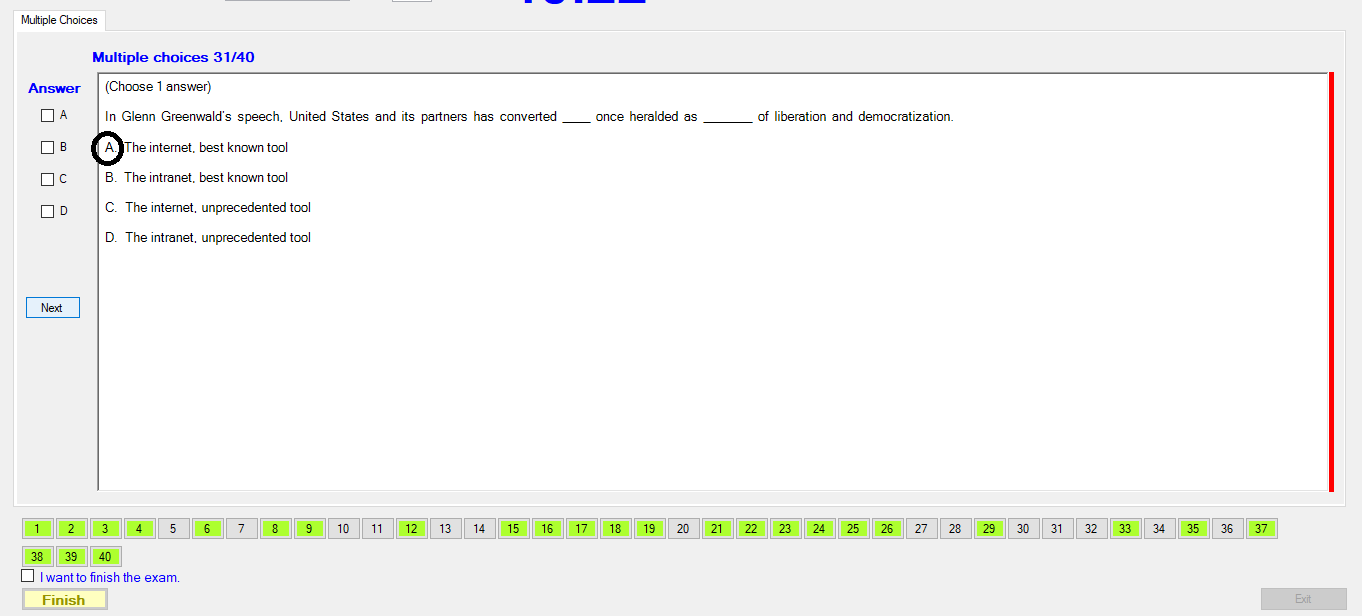 Multiple Choices
Multiple choices 31/40
Answer
A
B
C
D
Next
(Choose 1 answer)
In Glenn Greenwald's speech, United States and its partners has converted ____ once heralded as _______ of liberation and democratization.
A. The internet, best known tool
B. The intranet, best known tool
C. The internet, unprecedented tool
D. The intranet, unprecedented tool
1 2 3 4 5 6 7 8 9 10 11 12 13 14 15 16 17 18 19 20 21 22 23 24 25 26 27 28 29 30 31 32 33 34 35 36 37
38 39 40
I want to finish the exam.
Finish
Exit